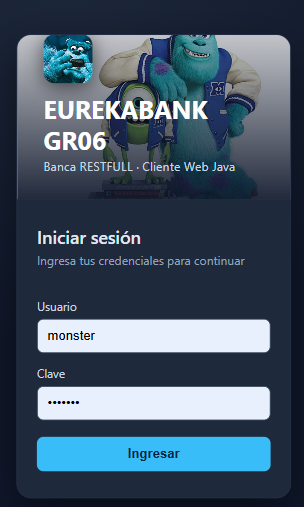 EUREKABANK
GR06
Banca RESTFULL · Cliente Web Java
Iniciar sesión
Ingresa tus credenciales para continuar
Usuario
monster
Clave
•••••••
Ingresar